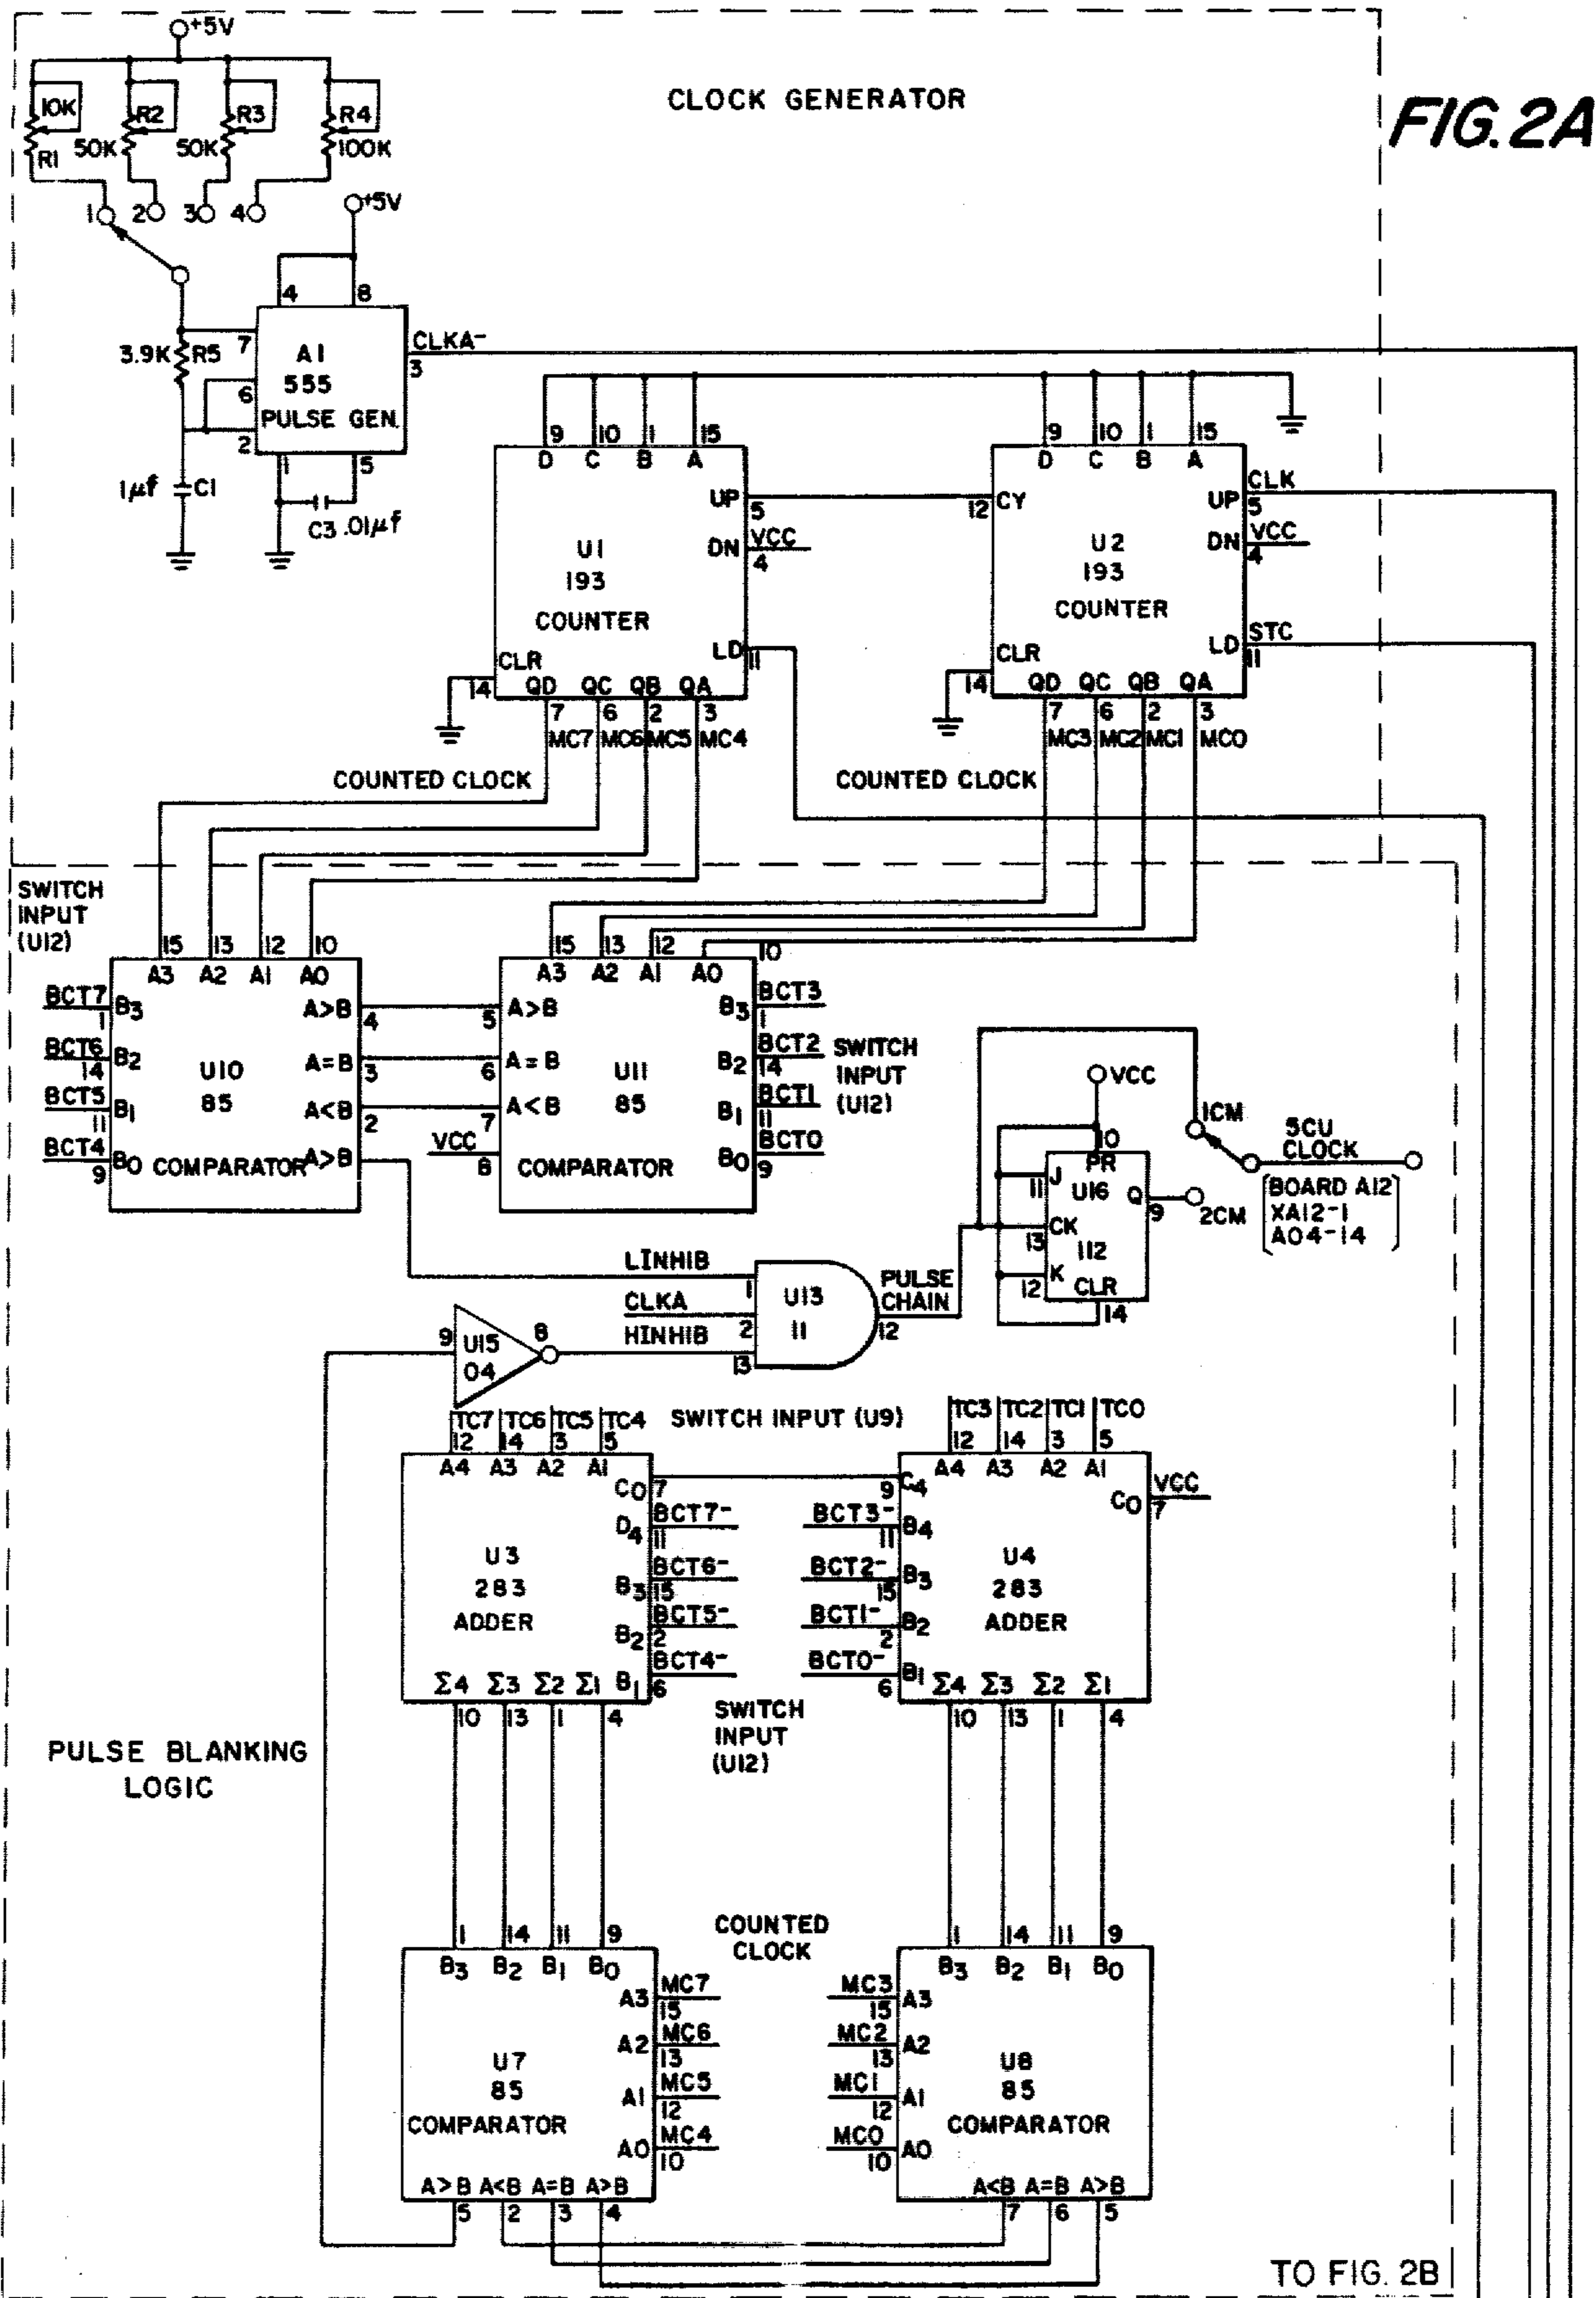 FIG. 2A
CLOCK GENERATOR
+5V
10K
R1
R2
50K
R3
50K
R4
100K
1
2
3
4
+5V
4
8
3.9K
R5
7
6
2
A1
555
PULSE GEN.
CLKA-
3
1
5
1µf
C1
C3 .01µf
9
10
1
15
D
C
B
A
UP
5
DN
VCC
4
U1
193
COUNTER
LD
11
CLR
14
QD
QC
QB
QA
7
6
2
3
MC7
MC6
MC5
MC4
COUNTED CLOCK
9
10
1
15
D
C
B
A
12
CY
UP
CLK
5
DN
VCC
4
U2
193
COUNTER
LD
STC
11
CLR
14
QD
QC
QB
QA
7
6
2
3
MC3
MC2
MC1
MC0
COUNTED CLOCK
SWITCH
INPUT
(U12)
15
13
12
10
A3
A2
A1
A0
BCT7
1
B3
BCT6
14
B2
BCT5
11
B1
BCT4
9
B0
U10
85
COMPARATOR
A>B
4
A=B
3
A<B
2
A>B
15
13
12
10
A3
A2
A1
A0
5
A>B
6
A=B
7
A<B
VCC
8
U11
85
COMPARATOR
B3
BCT3
1
B2
BCT2
14
B1
BCT1
11
B0
BCT0
9
SWITCH
INPUT
(U12)
VCC
10
PR
11
J
U16
Q
9
13
CK
112
12
K
CLR
14
1CM
2CM
SCU
CLOCK
[BOARD A12]
XA12-1
A04-14
LINHIB
1
CLKA
2
HINHIB
13
U13
11
12
PULSE
CHAIN
9
U15
04
8
SWITCH INPUT (U9)
TC7
TC6
TC5
TC4
12
14
3
5
A4
A3
A2
A1
C0
7
D4
BCT7-
11
B3
BCT6-
15
B2
BCT5-
2
B1
BCT4-
6
U3
283
ADDER
Σ4
Σ3
Σ2
Σ1
10
13
1
4
TC3
TC2
TC1
TC0
12
14
3
5
A4
A3
A2
A1
9
C4
C0
VCC
7
BCT3-
11
B4
BCT2-
15
B3
BCT1-
2
B2
BCT0-
6
B1
U4
283
ADDER
Σ4
Σ3
Σ2
Σ1
10
13
1
4
SWITCH
INPUT
(U12)
PULSE BLANKING
LOGIC
COUNTED
CLOCK
1
14
11
9
B3
B2
B1
B0
A3
MC7
15
A2
MC6
13
A1
MC5
12
A0
MC4
10
U7
85
COMPARATOR
A>B
A<B
A=B
A>B
5
2
3
4
1
14
11
9
B3
B2
B1
B0
MC3
15
A3
MC2
13
A2
MC1
12
A1
MC0
10
A0
U8
85
COMPARATOR
A<B
A=B
A>B
7
6
5
TO FIG. 2B